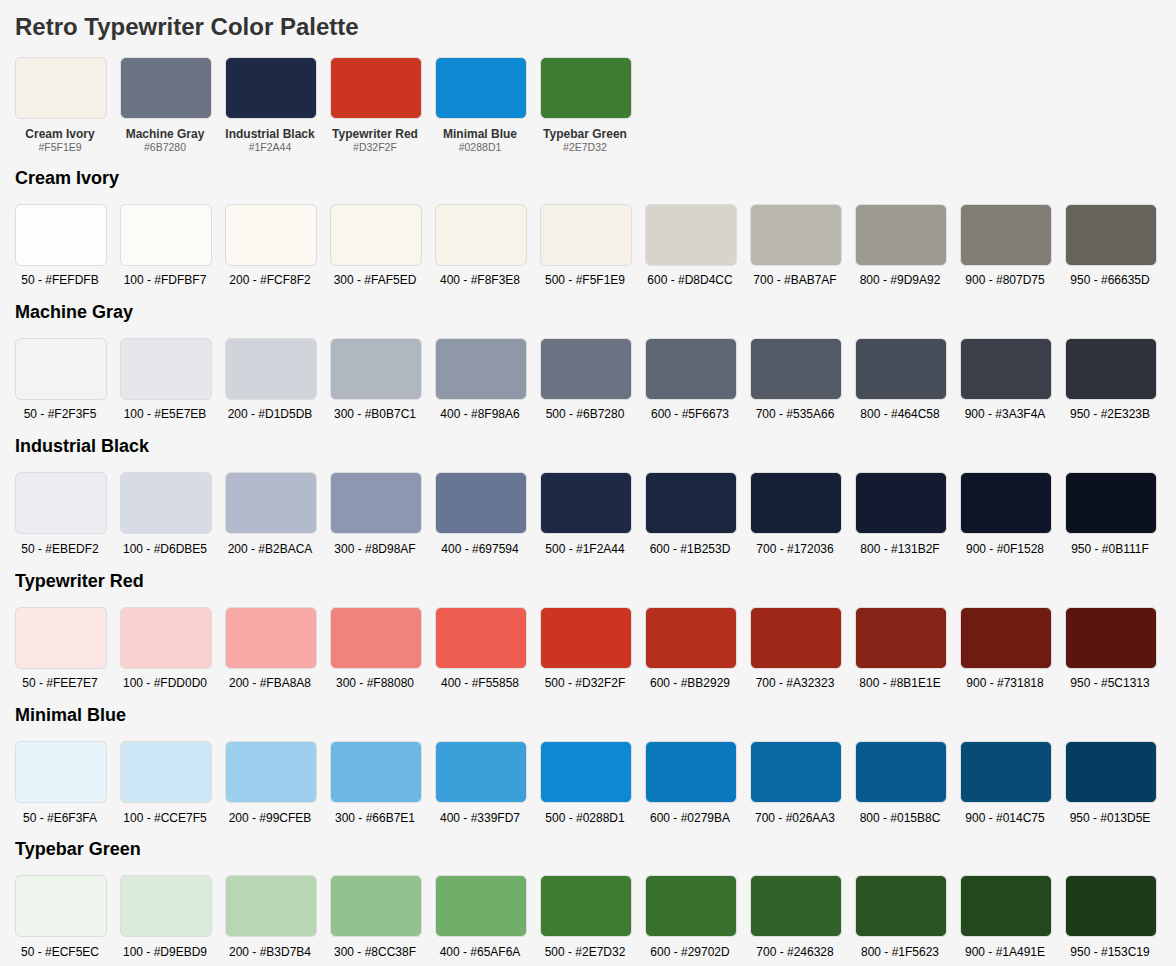 Retro Typewriter Color Palette
Cream Ivory Machine Gray Industrial Black Typewriter Red Minimal Blue Typebar Green
#F5F1E9 #6B7280 #1F2A44 #D32F2F #0288D1 #2E7D32
Cream Ivory
50 - #FEFDFB 100 - #FDFBF7 200 - #FCF8F2 300 - #FAF5ED 400 - #F8F3E8 500 - #F5F1E9 600 - #D8D4CC 700 - #BAB7AF 800 - #9D9A92 900 - #807D75 950 - #66635D
Machine Gray
50 - #F2F3F5 100 - #E5E7EB 200 - #D1D5DB 300 - #B0B7C1 400 - #8F98A6 500 - #6B7280 600 - #5F6673 700 - #535A66 800 - #464C58 900 - #3A3F4A 950 - #2E323B
Industrial Black
50 - #EBEDF2 100 - #D6DBE5 200 - #B2BACA 300 - #8D98AF 400 - #697594 500 - #1F2A44 600 - #1B253D 700 - #172036 800 - #131B2F 900 - #0F1528 950 - #0B111F
Typewriter Red
50 - #FEE7E7 100 - #FDD0D0 200 - #FBA8A8 300 - #F88080 400 - #F55858 500 - #D32F2F 600 - #BB2929 700 - #A32323 800 - #8B1E1E 900 - #731818 950 - #5C1313
Minimal Blue
50 - #E6F3FA 100 - #CCE7F5 200 - #99CFEB 300 - #66B7E1 400 - #339FD7 500 - #0288D1 600 - #0279BA 700 - #026AA3 800 - #015B8C 900 - #014C75 950 - #013D5E
Typebar Green
50 - #ECF5EC 100 - #D9EBD9 200 - #B3D7B4 300 - #8CC38F 400 - #65AF6A 500 - #2E7D32 600 - #29702D 700 - #246328 800 - #1F5623 900 - #1A491E 950 - #153C19